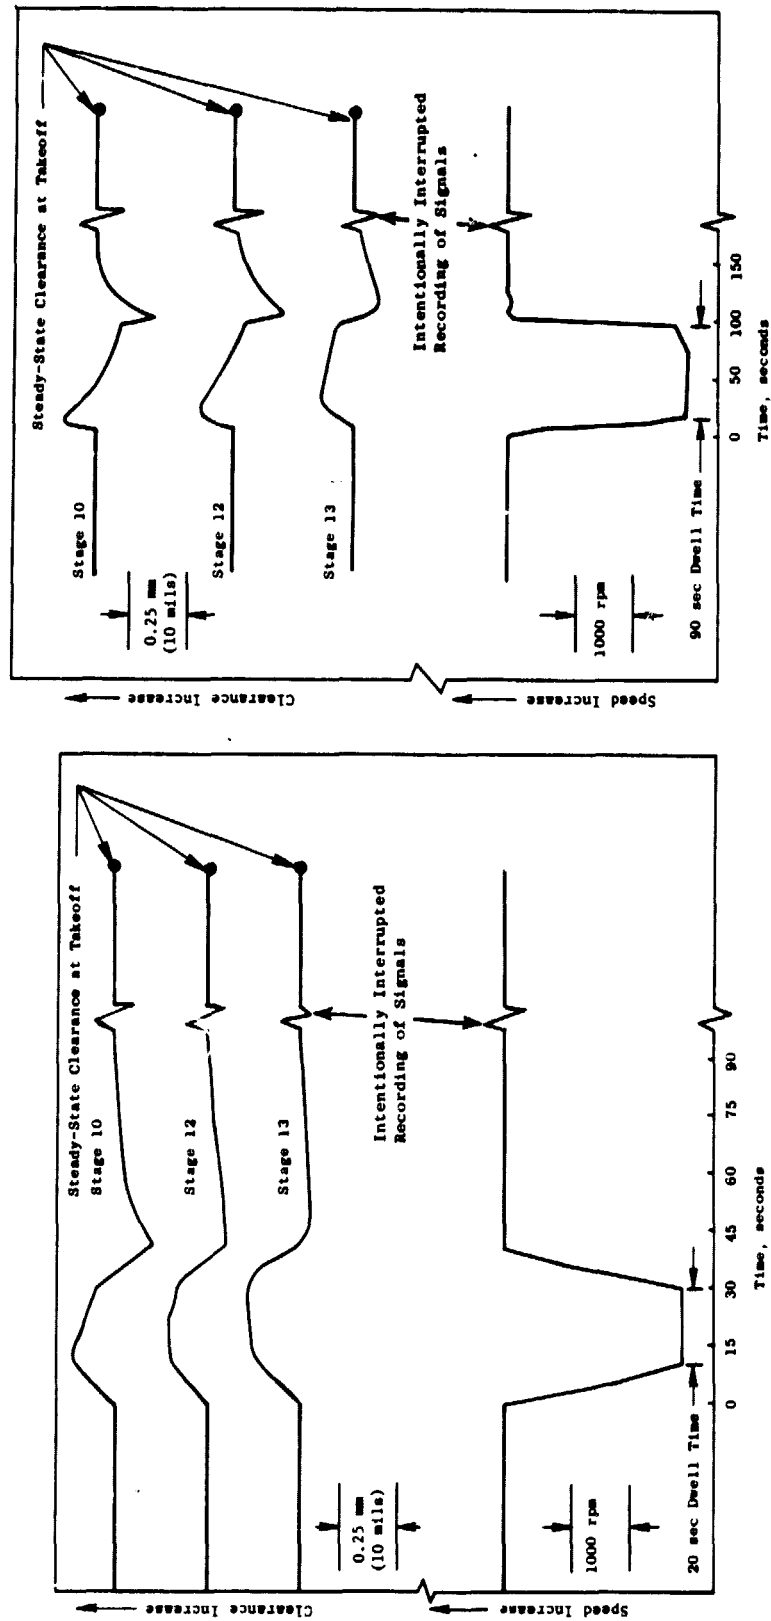 Steady-State Clearance at Takeoff
Stage 10
Stage 12
Stage 13
0.25 mm
(10 mils)
Intentionally Interrupted
Recording of Signals
1000 rpm
20 sec Dwell Time
0 15 30 45 60 75 90
Time, seconds
Clearance Increase
Speed Increase
Steady-State Clearance at Takeoff
Stage 10
Stage 12
Stage 13
0.25 mm
(10 mils)
Intentionally Interrupted
Recording of Signals
1000 rpm
90 sec Dwell Time
0 50 100 150
Time, seconds
Clearance Increase
Speed Increase